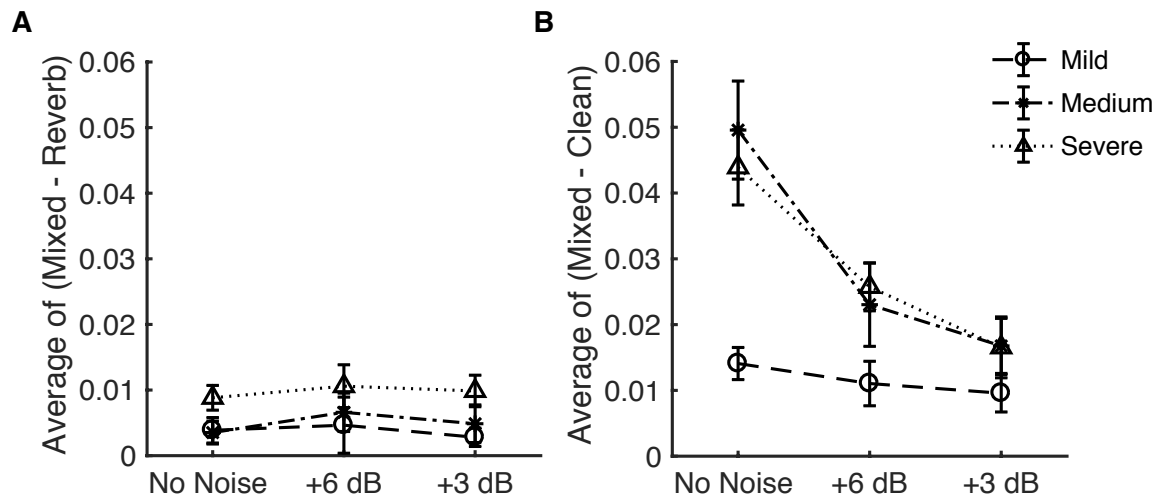 A
B
Average of (Mixed - Reverb)
0.06
0.05
0.04
0.03
0.02
0.01
0
No Noise +6 dB +3 dB
Average of (Mixed - Clean)
0.06
0.05
0.04
0.03
0.02
0.01
0
No Noise +6 dB +3 dB
Mild
Medium
Severe